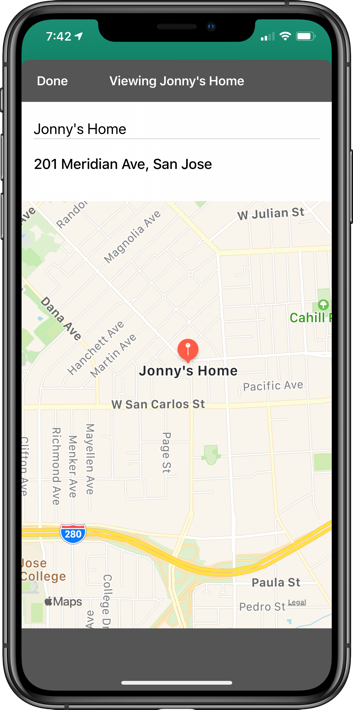 7:42
Done
Viewing Jonny's Home
Jonny's Home
201 Meridian Ave, San Jose
W Julian St
Magnolia Ave
Dana Ave
Cahill P
Hanchett Ave
Martin Ave
Jonny's Home
Pacific Ave
W San Carlos St
Mayellen Ave
Menker Ave
Richmond Ave
Clifton Ave
Page St
280
Jose
College
College Dr
Ave
Paula St
Maps
Pedro St
Legal